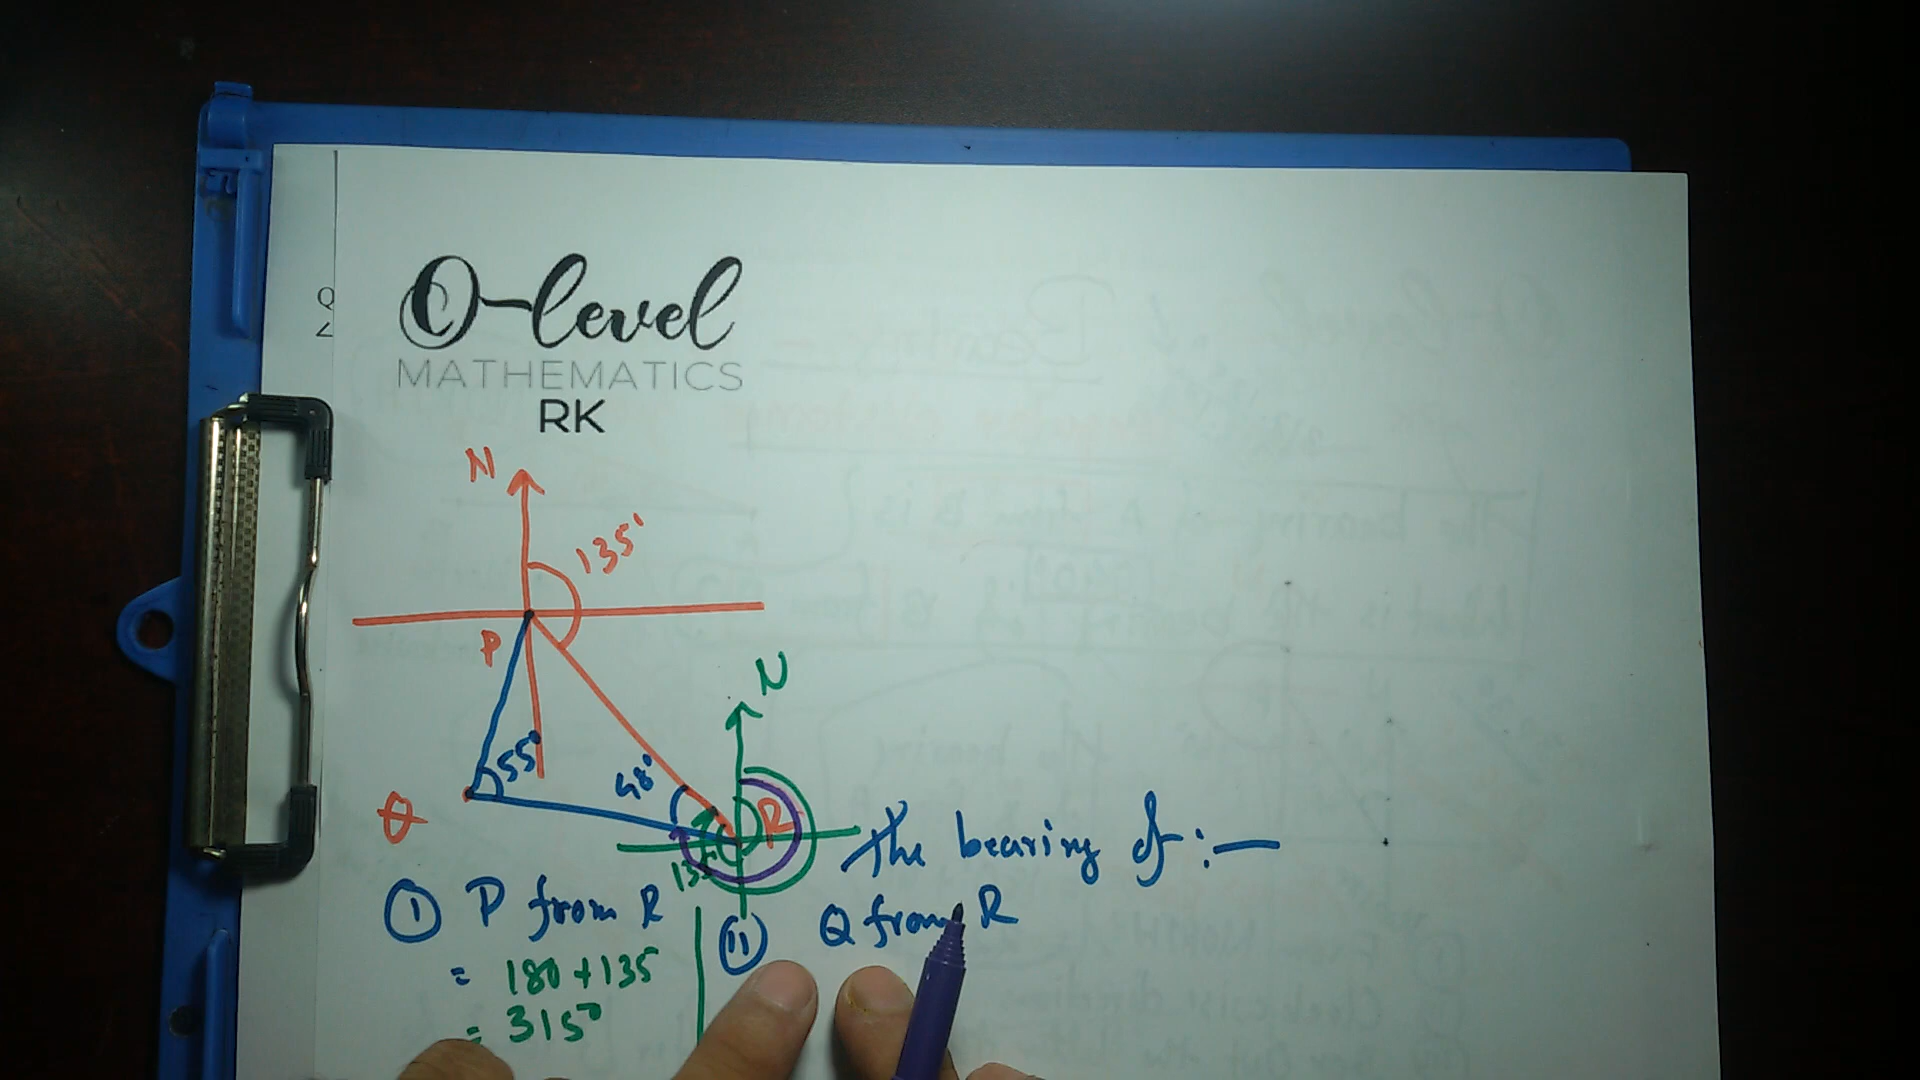 Q
O-level
MATHEMATICS
RK
N
135°
P
N
55°
48°
Q
R
135
The bearing of :—
(i) P from R
(ii) Q from R
= 180 + 135
= 315°